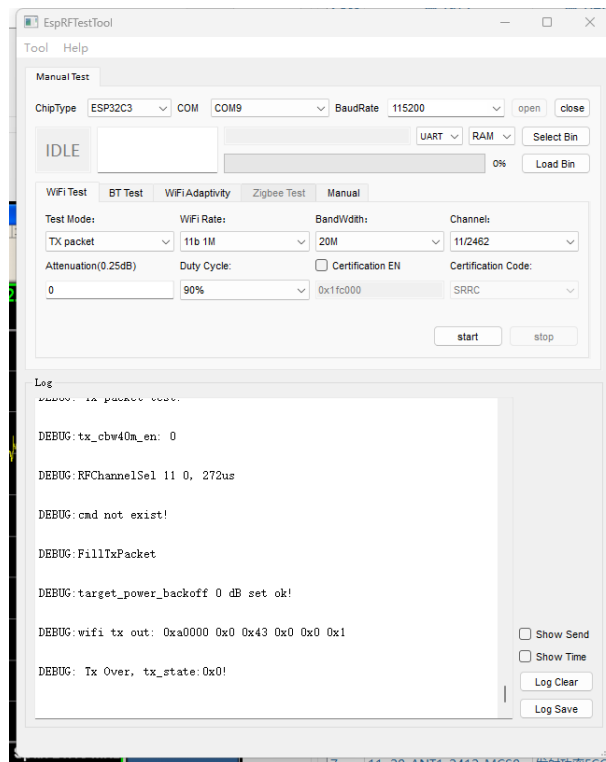 EspRFTestTool
Tool Help
Manual Test
ChipType ESP32C3 COM COM9 BaudRate 115200 open close
IDLE UART RAM Select Bin
0% Load Bin
WiFi Test BT Test WiFi Adaptivity Zigbee Test Manual
Test Mode: WiFi Rate: BandWdith: Channel:
TX packet 11b 1M 20M 11/2462
Attenuation(0.25dB) Duty Cycle: Certification EN Certification Code:
0 90% 0x1fc000 SRRC
start stop
Log
DEBUG: Tx packet test.
DEBUG:tx_cbw40m_en: 0
DEBUG:RFChannelSel 11 0, 272us
DEBUG:cmd not exist!
DEBUG:FillTxPacket
DEBUG:target_power_backoff 0 dB set ok!
DEBUG:wifi tx out: 0xa0000 0x0 0x43 0x0 0x0 0x1
DEBUG: Tx Over, tx_state:0x0!
Show Send
Show Time
Log Clear
Log Save